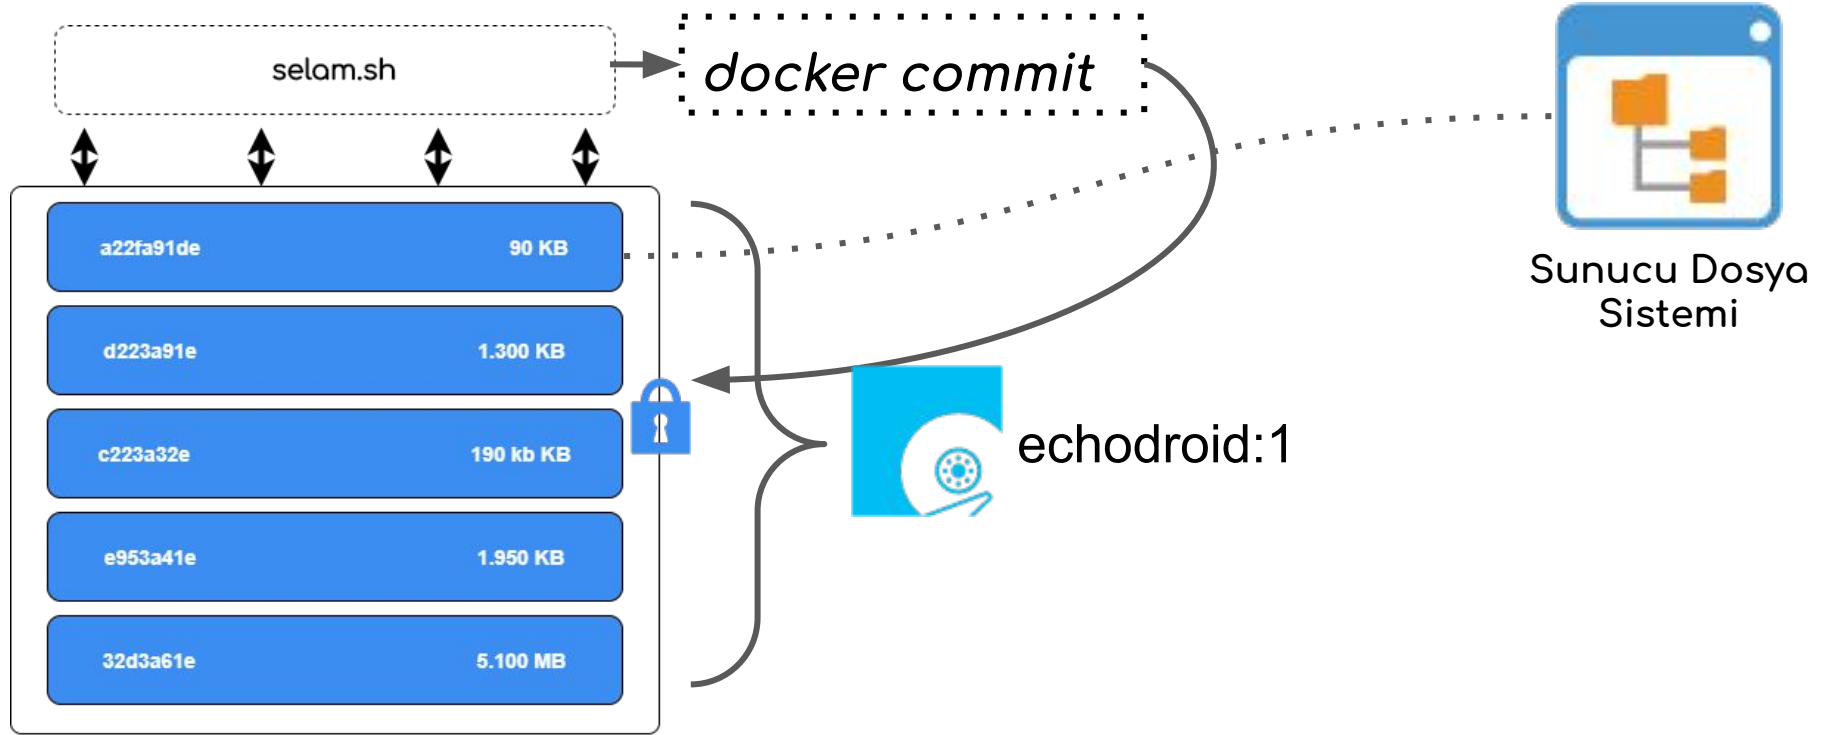 selam.sh
docker commit
a22fa91de 90 KB
d223a91e 1.300 KB
c223a32e 190 kb KB
e953a41e 1.950 KB
32d3a61e 5.100 MB
echodroid:1
Sunucu Dosya
Sistemi